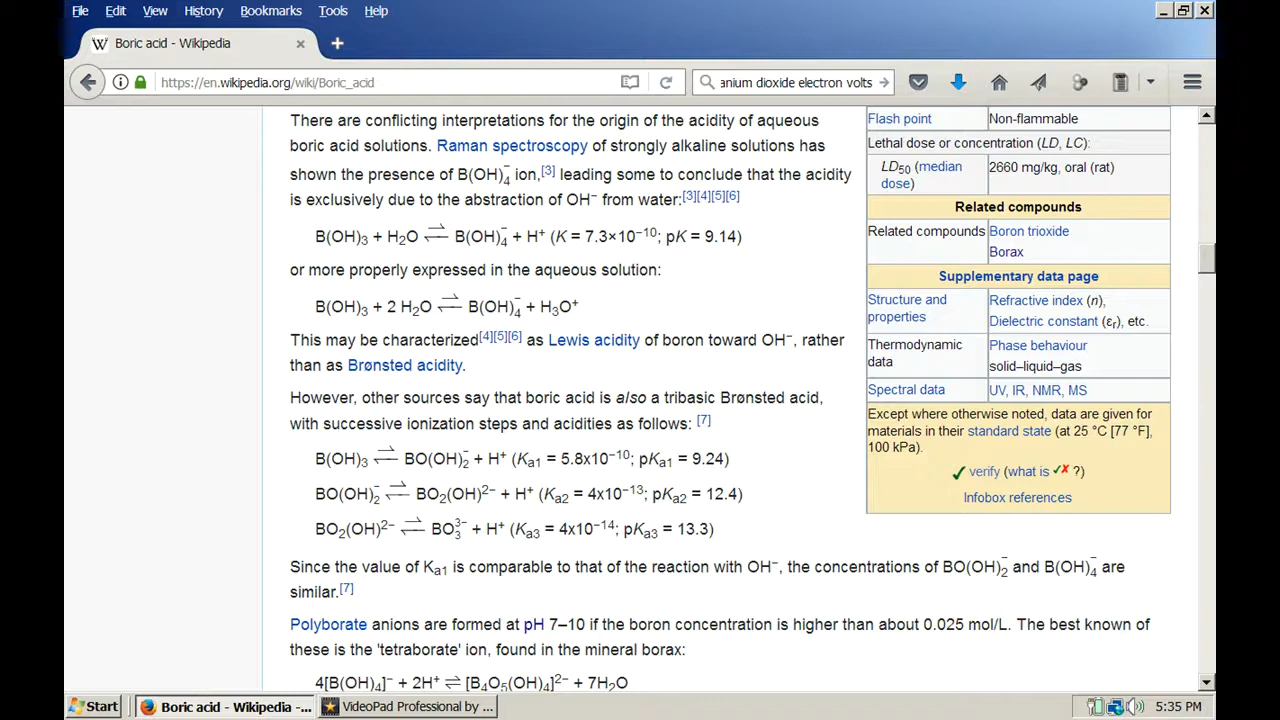 File Edit View History Bookmarks Tools Help
Boric acid - Wikipedia
https://en.wikipedia.org/wiki/Boric_acid
anium dioxide electron volts
There are conflicting interpretations for the origin of the acidity of aqueous
boric acid solutions. Raman spectroscopy of strongly alkaline solutions has
shown the presence of B(OH)₄⁻ ion,[3] leading some to conclude that the acidity
is exclusively due to the abstraction of OH⁻ from water:[3][4][5][6]
B(OH)₃ + H₂O ⇌ B(OH)₄⁻ + H⁺ (K = 7.3×10⁻¹⁰; pK = 9.14)
or more properly expressed in the aqueous solution:
B(OH)₃ + 2 H₂O ⇌ B(OH)₄⁻ + H₃O⁺
This may be characterized[4][5][6] as Lewis acidity of boron toward OH⁻, rather
than as Brønsted acidity.
However, other sources say that boric acid is also a tribasic Brønsted acid,
with successive ionization steps and acidities as follows: [7]
B(OH)₃ ⇌ BO(OH)₂⁻ + H⁺ (Ka1 = 5.8x10⁻¹⁰; pKa1 = 9.24)
BO(OH)₂⁻ ⇌ BO₂(OH)²⁻ + H⁺ (Ka2 = 4x10⁻¹³; pKa2 = 12.4)
BO₂(OH)²⁻ ⇌ BO₃³⁻ + H⁺ (Ka3 = 4x10⁻¹⁴; pKa3 = 13.3)
Since the value of Ka1 is comparable to that of the reaction with OH⁻, the concentrations of BO(OH)₂⁻ and B(OH)₄⁻ are
similar.[7]
Polyborate anions are formed at pH 7–10 if the boron concentration is higher than about 0.025 mol/L. The best known of
these is the 'tetraborate' ion, found in the mineral borax:
4[B(OH)₄]⁻ + 2H⁺ ⇌ [B₄O₅(OH)₄]²⁻ + 7H₂O
Flash point Non-flammable
Lethal dose or concentration (LD, LC):
LD₅₀ (median 2660 mg/kg, oral (rat)
dose)
Related compounds
Related compounds Boron trioxide
Borax
Supplementary data page
Structure and Refractive index (n),
properties Dielectric constant (εr), etc.
Thermodynamic Phase behaviour
data solid–liquid–gas
Spectral data UV, IR, NMR, MS
Except where otherwise noted, data are given for
materials in their standard state (at 25 °C [77 °F],
100 kPa).
✓ verify (what is ✓✗ ?)
Infobox references
Start Boric acid - Wikipedia -... VideoPad Professional by ... 5:35 PM